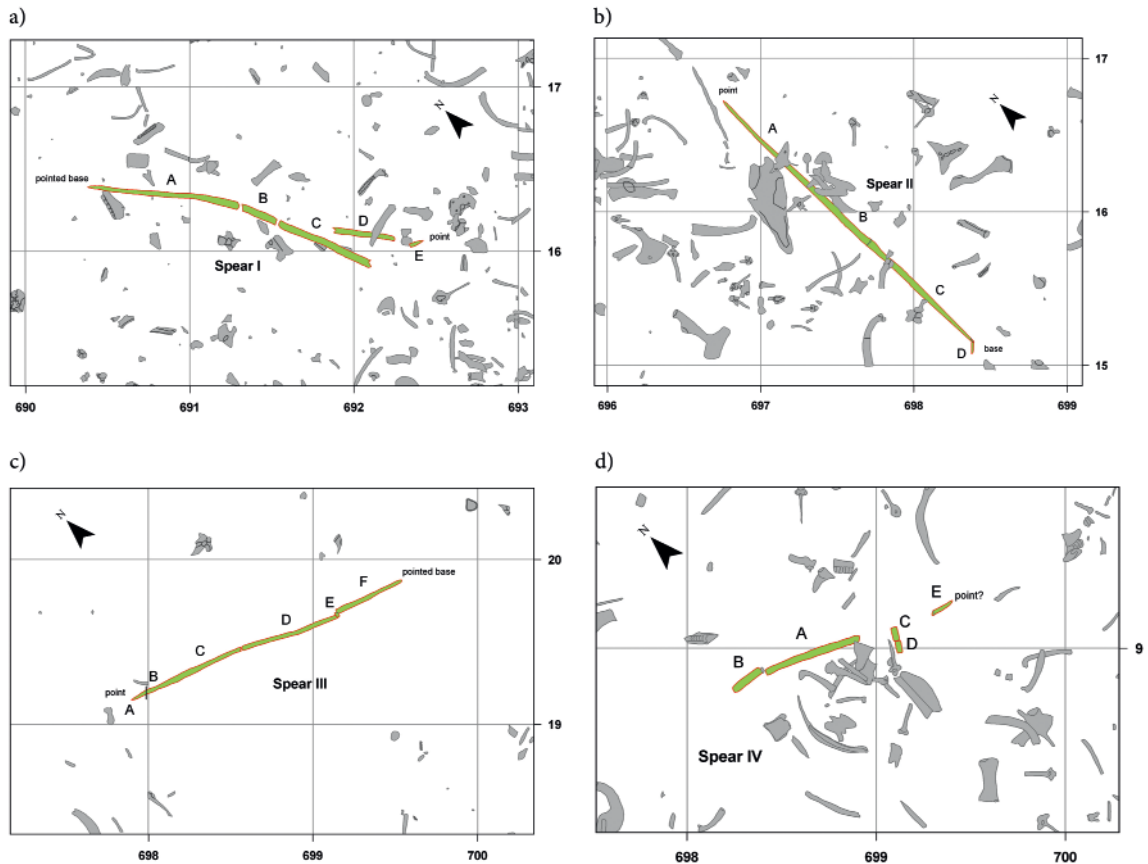 a)
17
N
pointed base
A
B
C
D
point
E
16
Spear I
690 691 692 693
b)
17
point
N
A
Spear II
B
16
C
D
base
15
696 697 698 699
c)
N
20
pointed base
F
E
D
C
B
point
A
Spear III
19
698 699 700
d)
N
E
point?
C
A
D
9
B
Spear IV
698 699 700